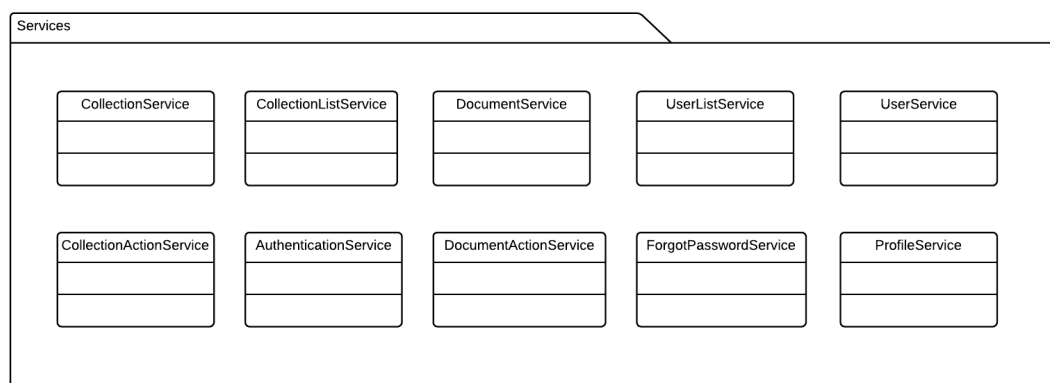 Services
CollectionService
CollectionListService
DocumentService
UserListService
UserService
CollectionActionService
AuthenticationService
DocumentActionService
ForgotPasswordService
ProfileService